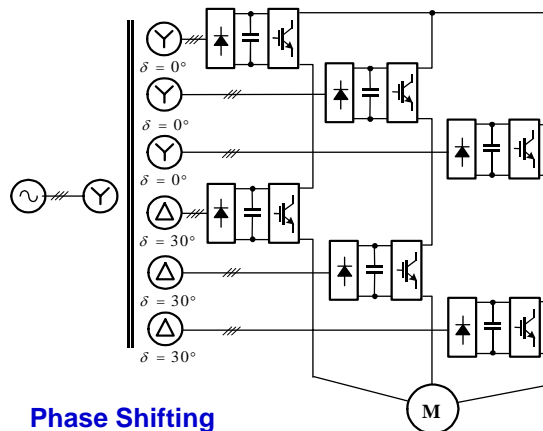 δ = 0°
δ = 0°
δ = 0°
δ = 30°
δ = 30°
δ = 30°
M
Phase Shifting